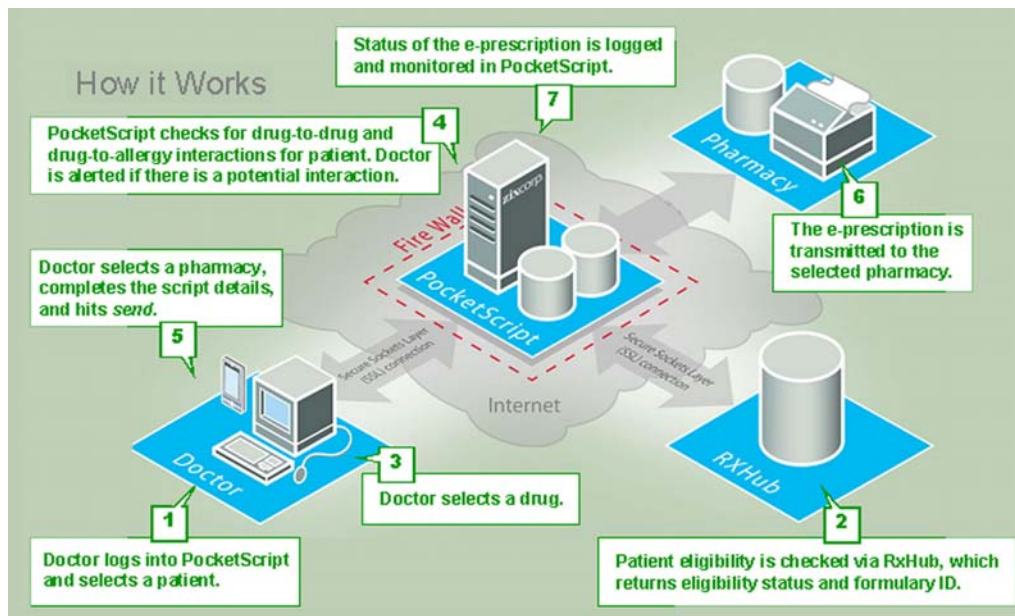 How it Works
Status of the e-prescription is logged
and monitored in PocketScript.
7
4
PocketScript checks for drug-to-drug and
drug-to-allergy interactions for patient. Doctor
is alerted if there is a potential interaction.
zixcorp
Fire Wall
PocketScript
Pharmacy
6
The e-prescription is
transmitted to the
selected pharmacy.
Doctor selects a pharmacy,
completes the script details,
and hits send.
5
Secure Sockets Layer
(SSL) connection
Secure Sockets Layer
(SSL) connection
Internet
Doctor
3
Doctor selects a drug.
RXHub
1
Doctor logs into PocketScript
and selects a patient.
2
Patient eligibility is checked via RxHub, which
returns eligibility status and formulary ID.